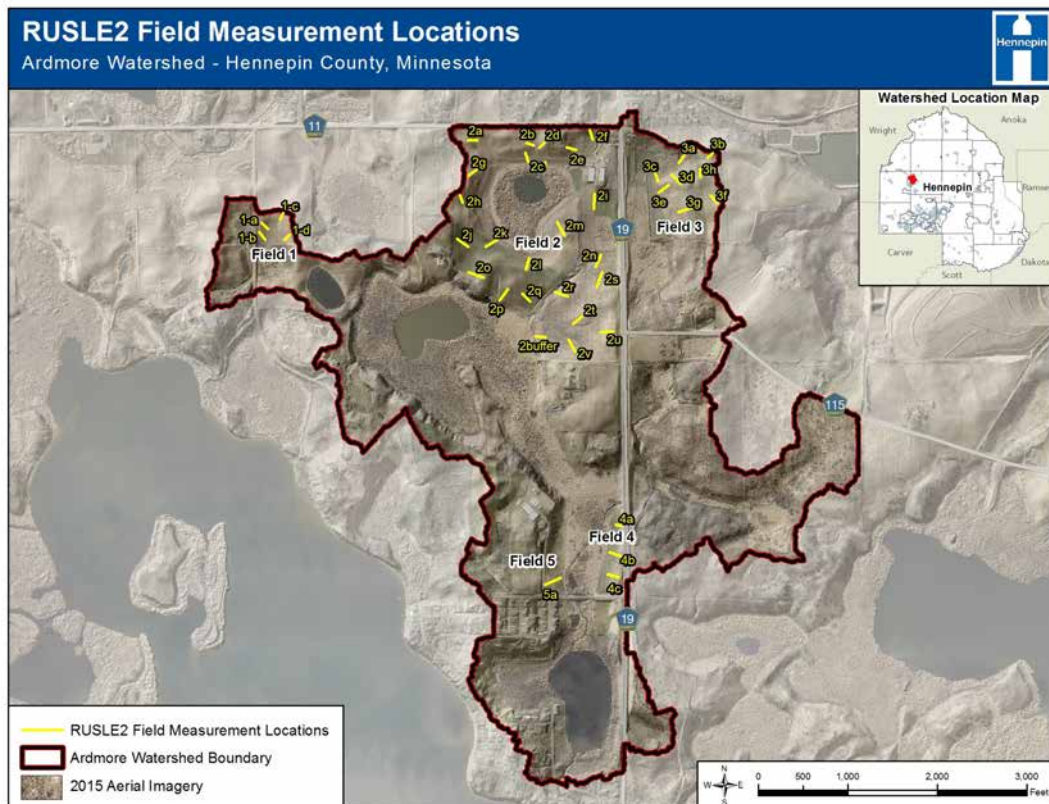 RUSLE2 Field Measurement Locations
Ardmore Watershed - Hennepin County, Minnesota
Hennepin
Watershed Location Map
Wright
Anoka
Hennepin
Ramse
Carver
Scott
Dakota
11
2a
2b
2d
2f
2c
2e
2g
2h
2i
2j
2k
2m
Field 2
2l
2n
2o
2p
2q
2r
2s
2t
2u
2buffer
2v
19
3a
3b
3c
3d
3h
3e
3g
3f
Field 3
1-c
1-a
1-b
1-d
Field 1
115
4a
Field 4
4b
4c
Field 5
5a
19
RUSLE2 Field Measurement Locations
Ardmore Watershed Boundary
2015 Aerial Imagery
N
W E
S
0 500 1,000 2,000 3,000
Feet